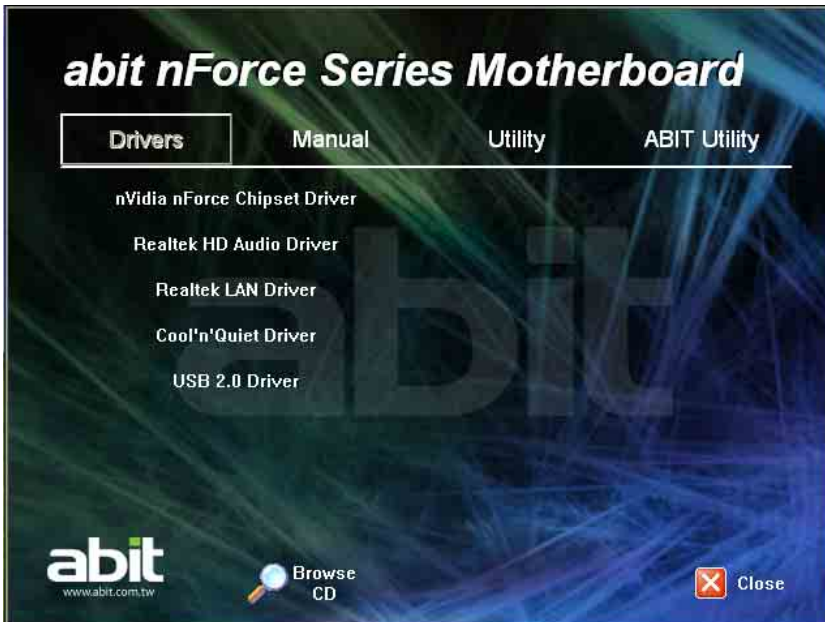 abit nForce Series Motherboard
Drivers Manual Utility ABIT Utility
nVidia nForce Chipset Driver
Realtek HD Audio Driver
Realtek LAN Driver
Cool'n'Quiet Driver
USB 2.0 Driver
abit
abit
www.abit.com.tw
Browse
CD
Close